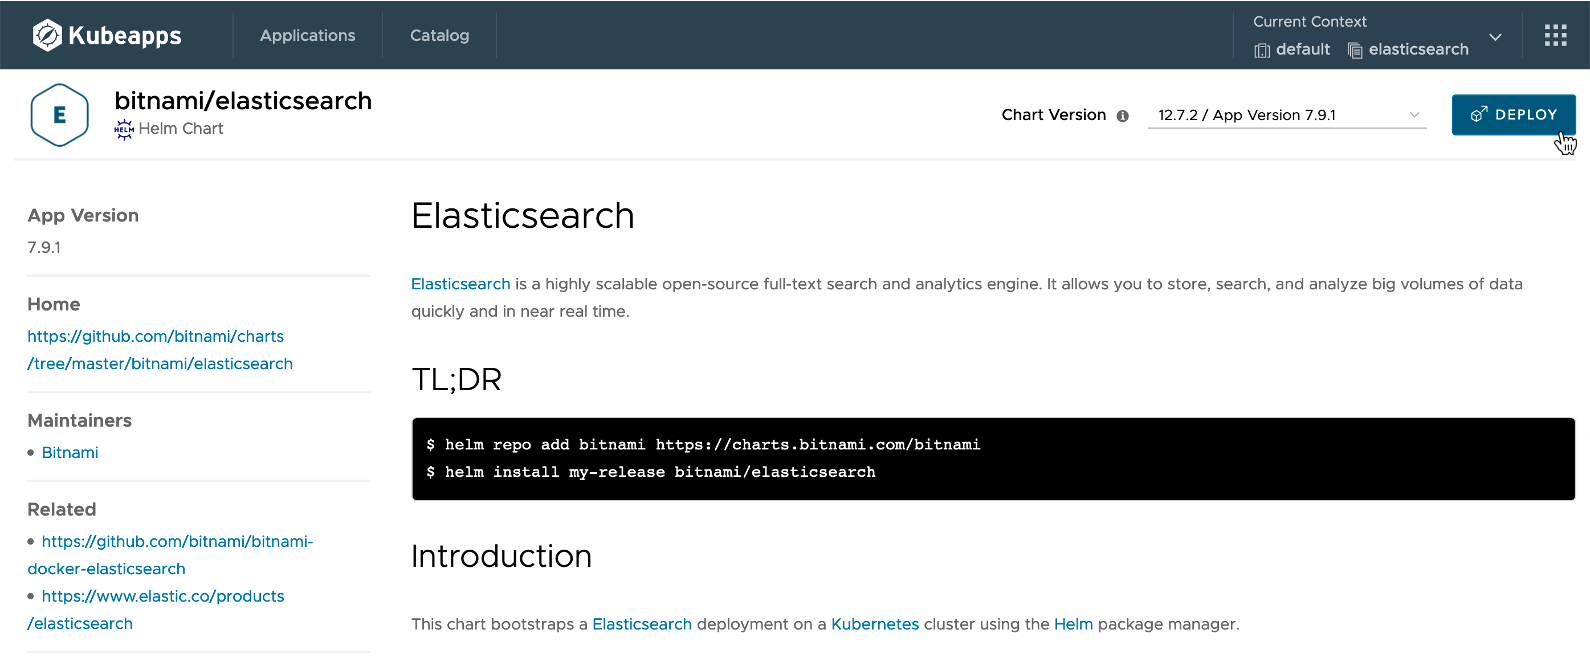 Kubeapps
Applications
Catalog
Current Context
default elasticsearch
E
bitnami/elasticsearch
HELM Helm Chart
Chart Version i
12.7.2 / App Version 7.9.1
DEPLOY
App Version
7.9.1
Home
https://github.com/bitnami/charts
/tree/master/bitnami/elasticsearch
Maintainers
• Bitnami
Related
• https://github.com/bitnami/bitnami-
docker-elasticsearch
• https://www.elastic.co/products
/elasticsearch
Elasticsearch
Elasticsearch is a highly scalable open-source full-text search and analytics engine. It allows you to store, search, and analyze big volumes of data
quickly and in near real time.
TL;DR
$ helm repo add bitnami https://charts.bitnami.com/bitnami
$ helm install my-release bitnami/elasticsearch
Introduction
This chart bootstraps a Elasticsearch deployment on a Kubernetes cluster using the Helm package manager.